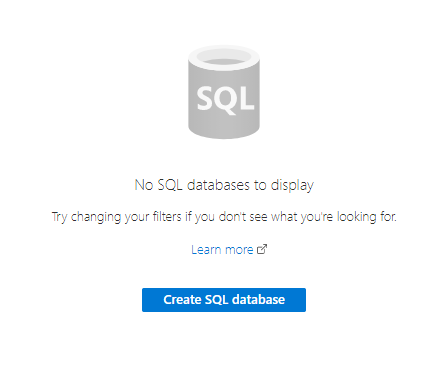 SQL
No SQL databases to display
Try changing your filters if you don't see what you're looking for.
Learn more
Create SQL database